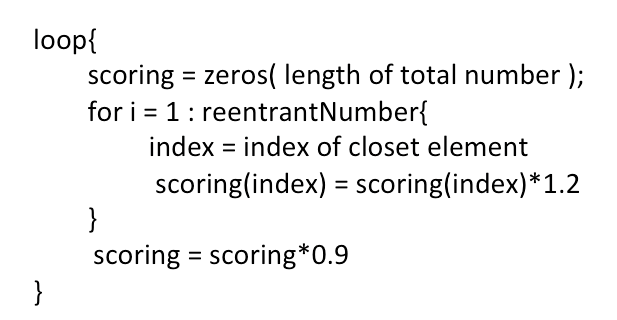 loop{
scoring = zeros( length of total number );
for i = 1 : reentrantNumber{
index = index of closet element
scoring(index) = scoring(index)*1.2
}
scoring = scoring*0.9
}